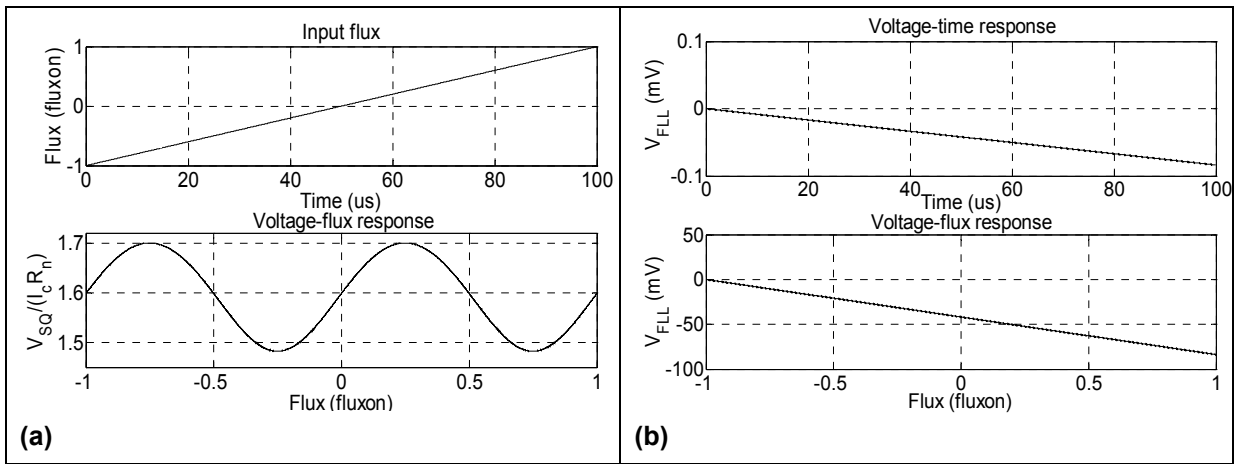 Input flux
Flux (fluxon)
1
0
-1
0 20 40 60 80 100
Time (us)
Voltage-flux response
V_SQ/(I_cR_n)
1.7
1.6
1.5
-1 -0.5 0 0.5 1
Flux (fluxon)
(a)
Voltage-time response
V_FLL (mV)
0.1
0
-0.1
0 20 40 60 80 100
Time (us)
Voltage-flux response
V_FLL (mV)
50
0
-50
-100
-1 -0.5 0 0.5 1
Flux (fluxon)
(b)